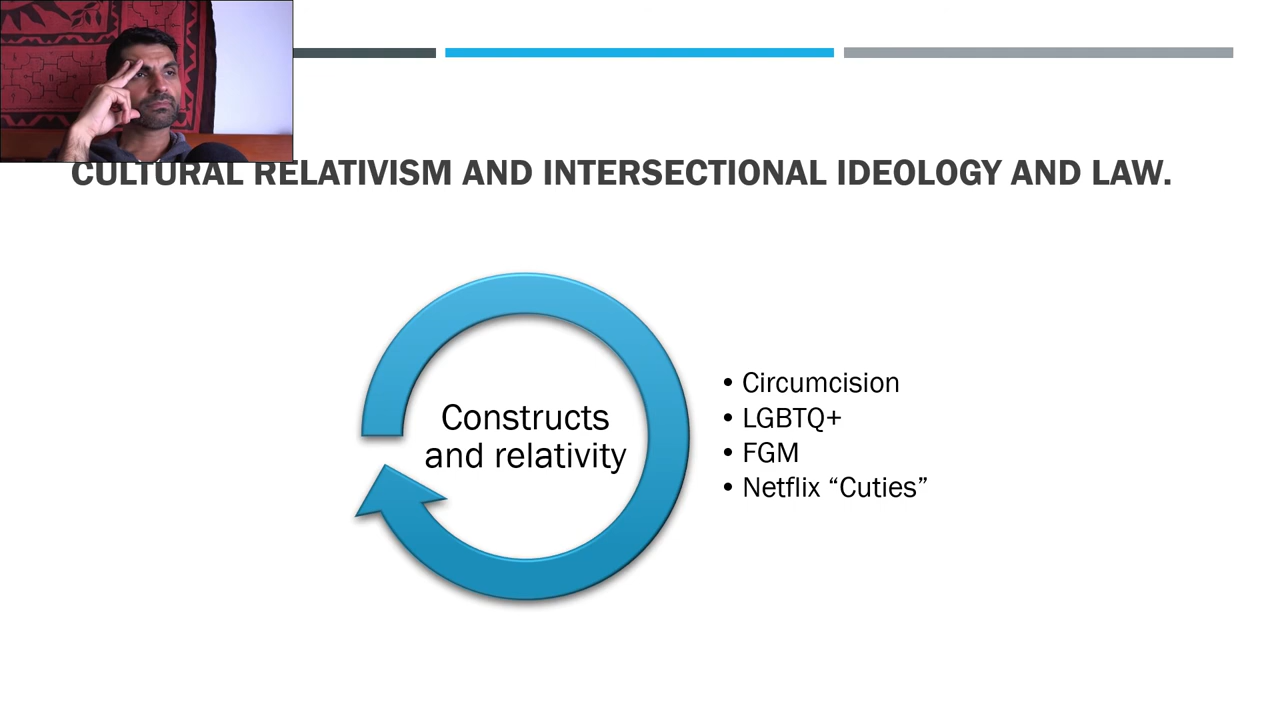 CULTURAL RELATIVISM AND INTERSECTIONAL IDEOLOGY AND LAW.
Constructs
and relativity
• Circumcision
• LGBTQ+
• FGM
• Netflix “Cuties”